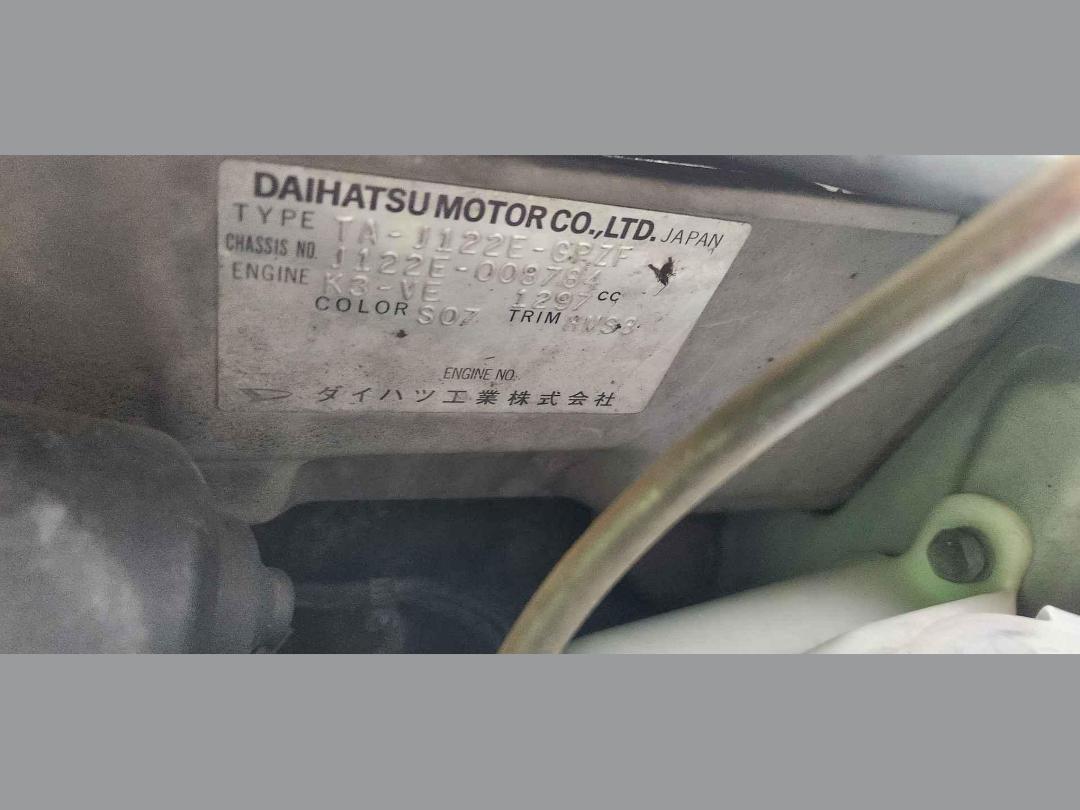 DAIHATSU MOTOR CO.,LTD. JAPAN
TYPE TA-J122E-GPZF
CHASSIS NO. J122E-008784
ENGINE K3-VE 1297 CC
COLOR S07 TRIM
ENGINE NO.
ダイハツ工業株式会社